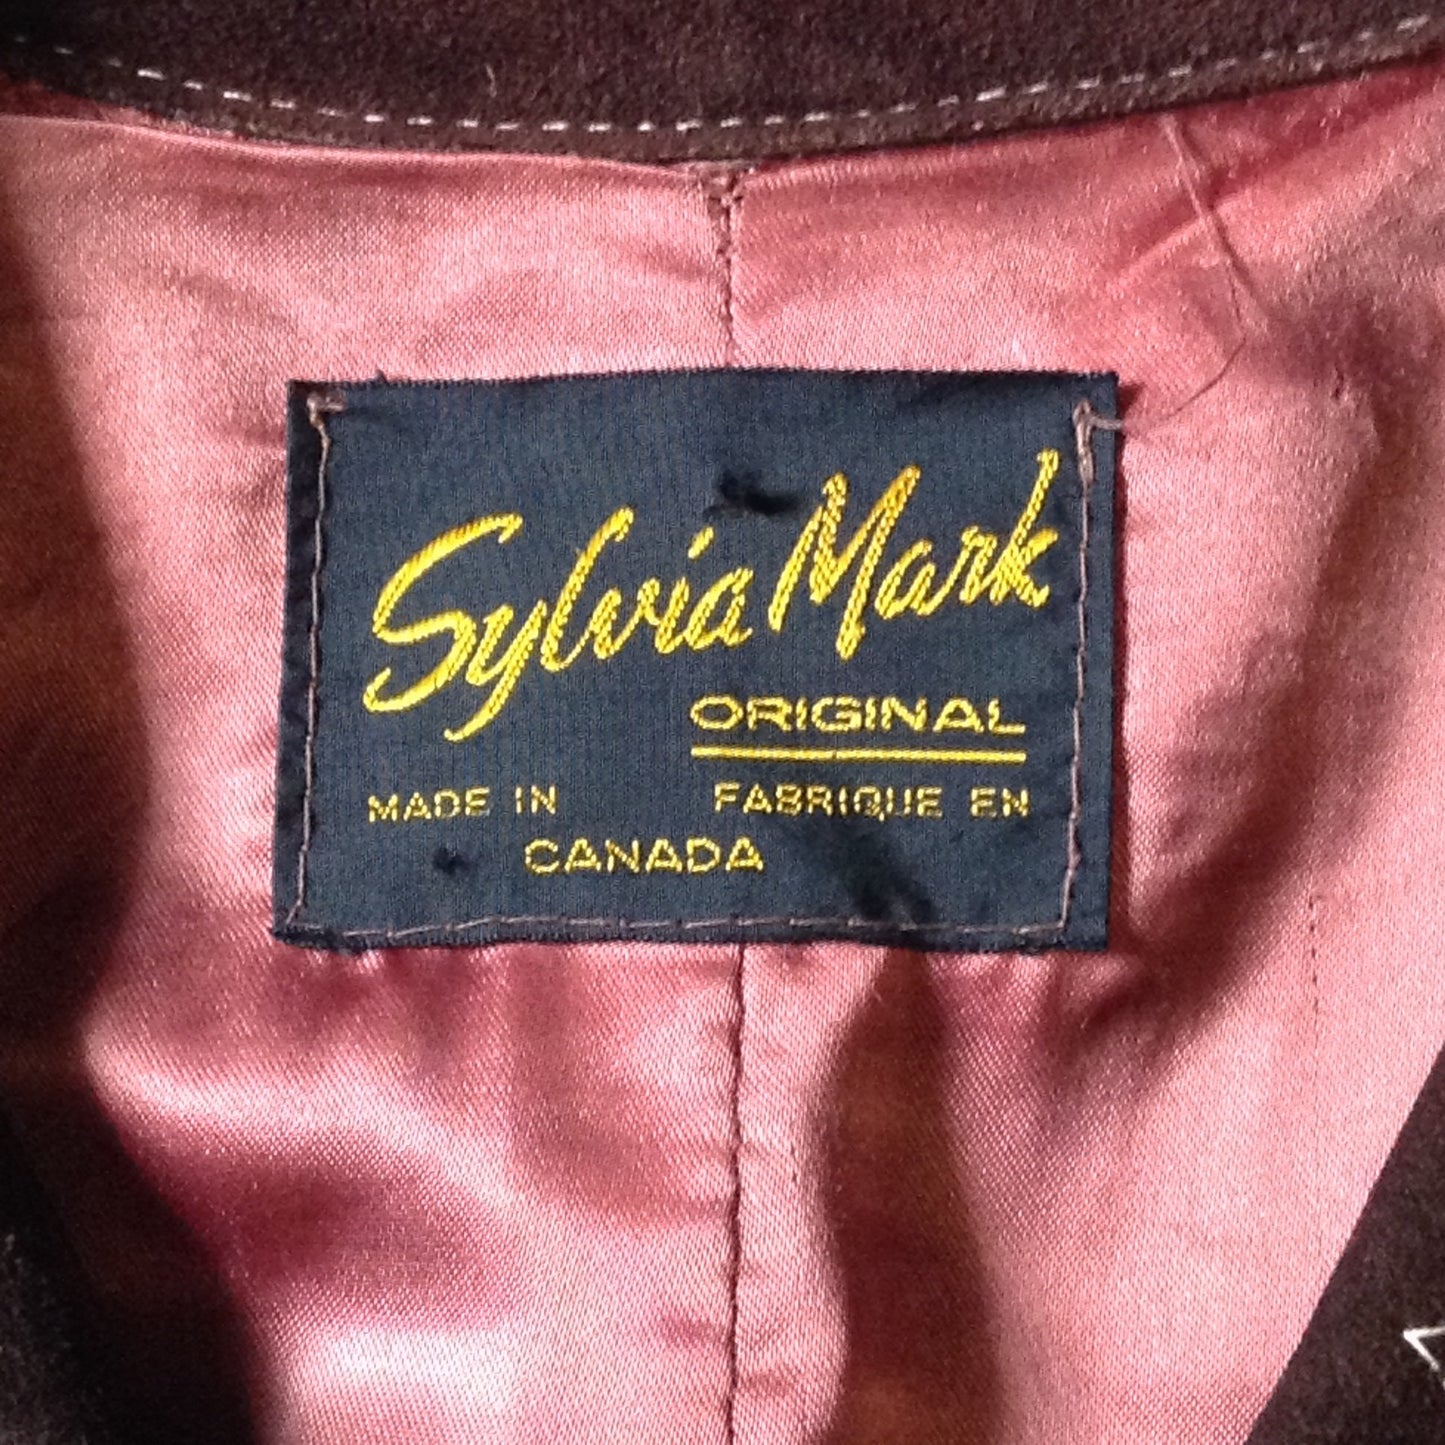 Sylvia Mark
ORIGINAL
MADE IN FABRIQUE EN
CANADA